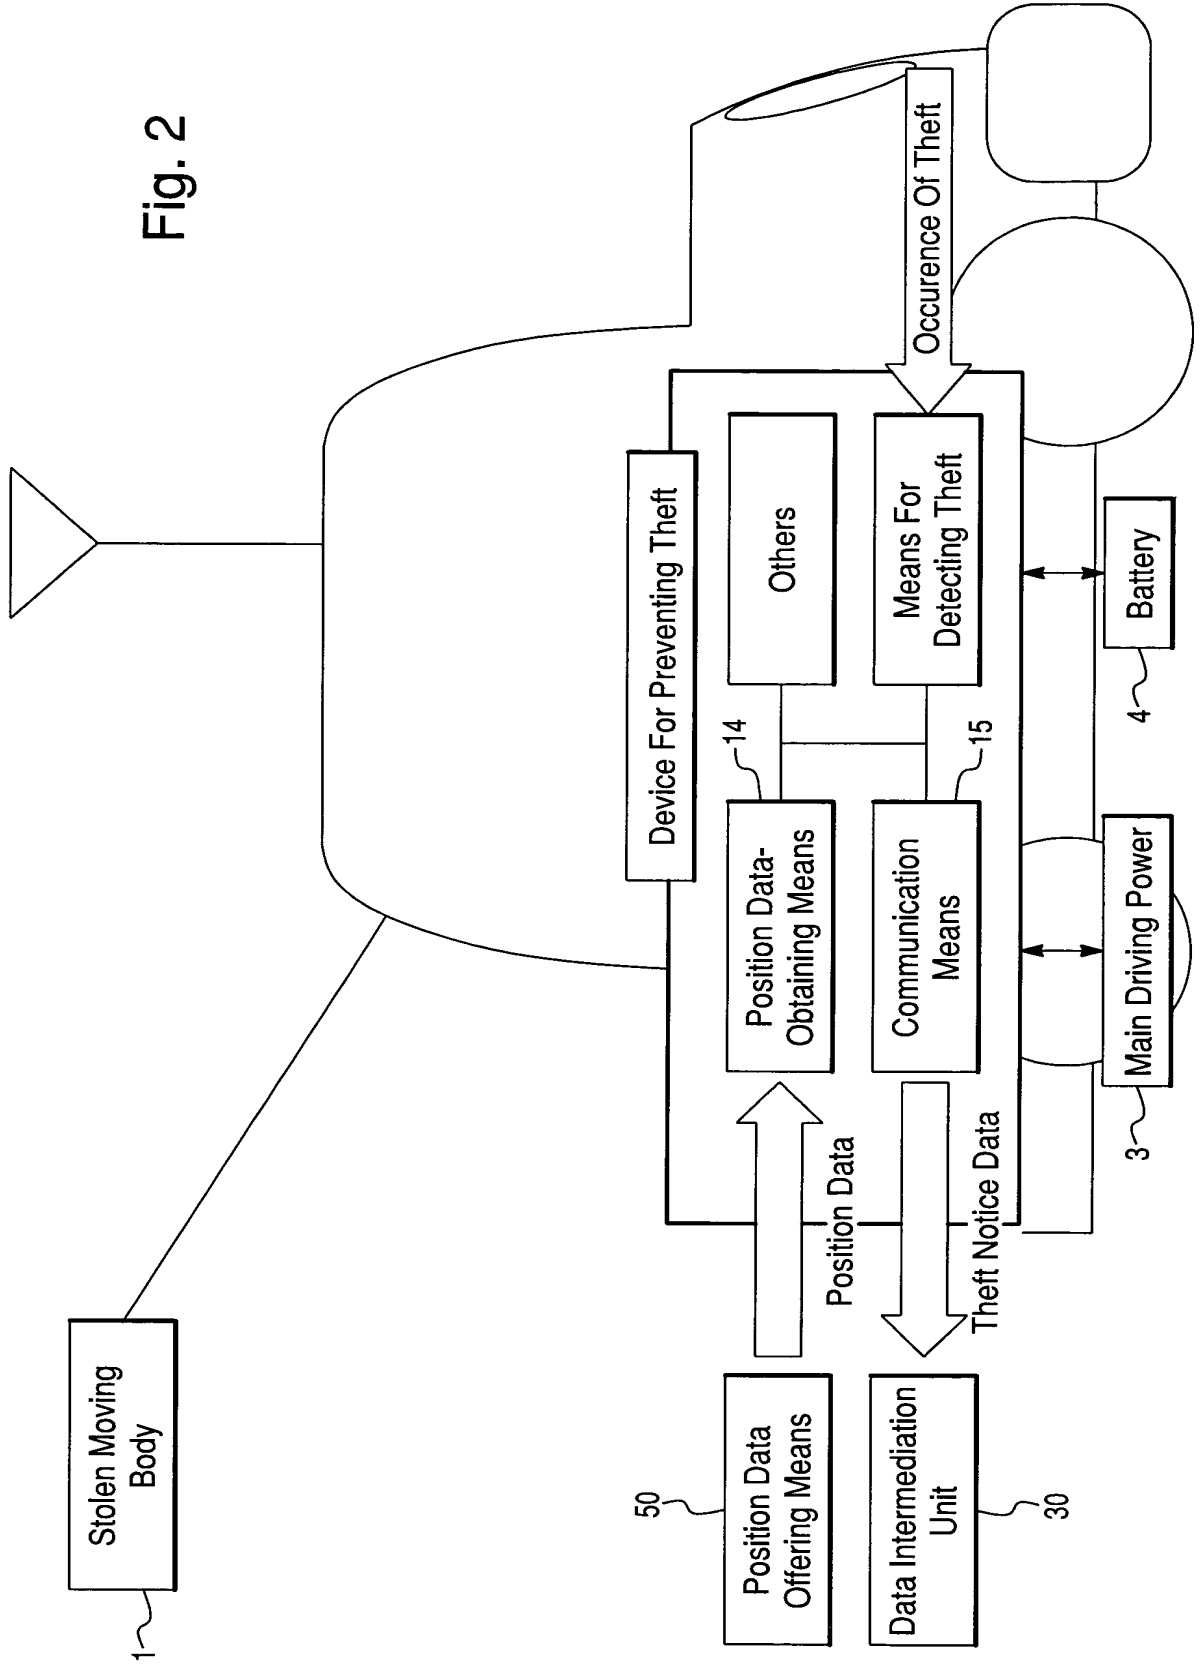 Fig. 2
Stolen Moving
Body
1
Device For Preventing Theft
50
Position Data
Offering Means
Position Data
14
Position Data-
Obtaining Means
Others
Data Intermediation
Unit
30
Theft Notice Data
Communication
Means
15
Means For
Detecting Theft
Occurence Of Theft
3
Main Driving Power
4
Battery